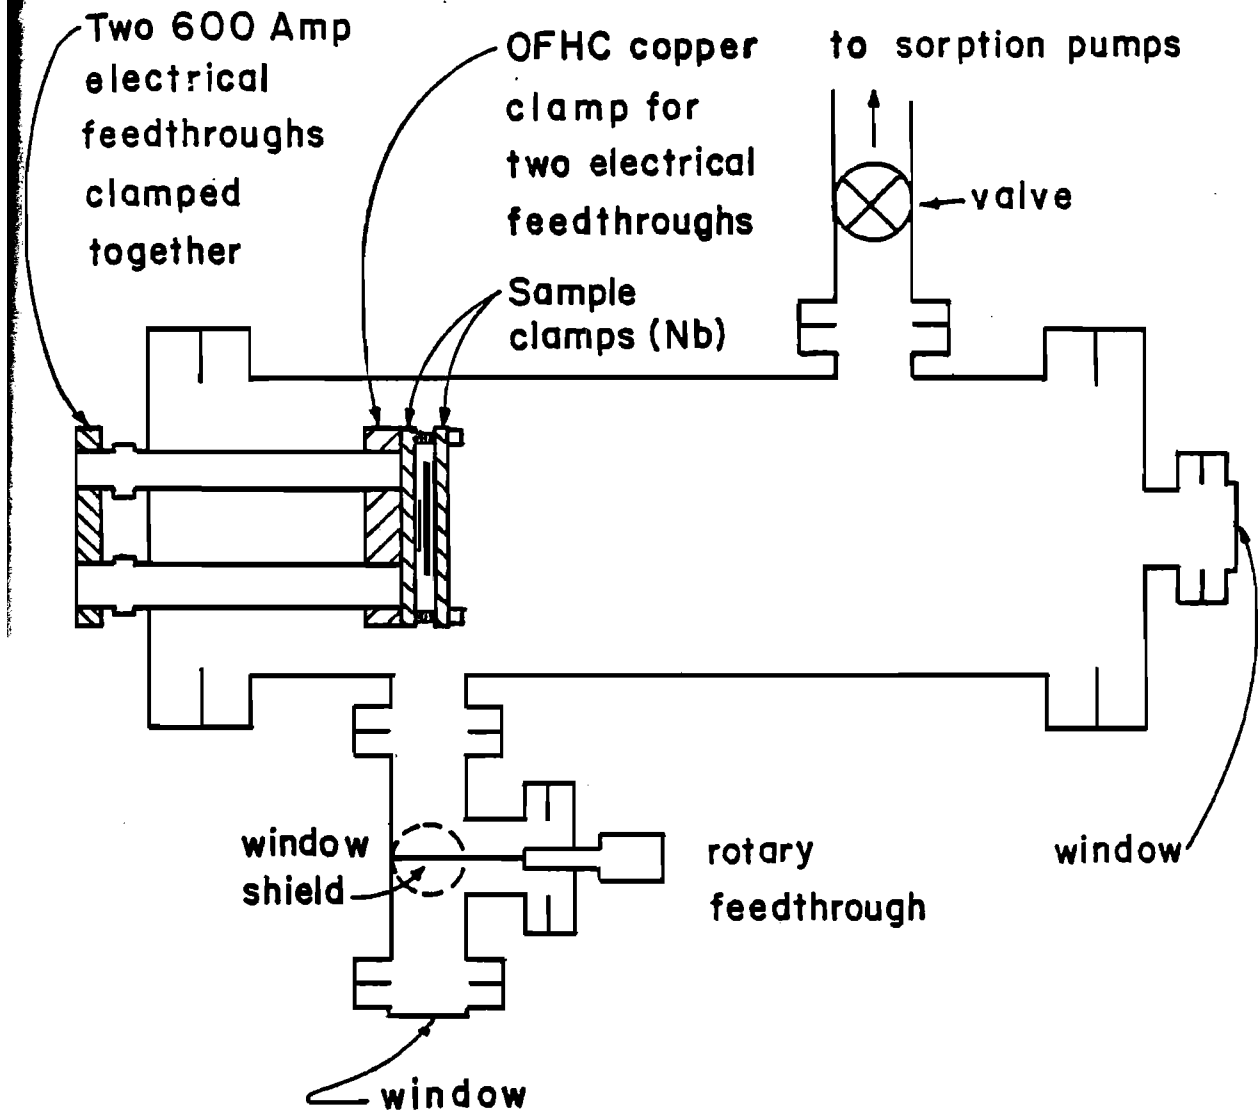 Two 600 Amp
electrical
feedthroughs
clamped
together
OFHC copper
clamp for
two electrical
feedthroughs
to sorption pumps
valve
Sample
clamps (Nb)
window
shield
rotary
feedthrough
window
window